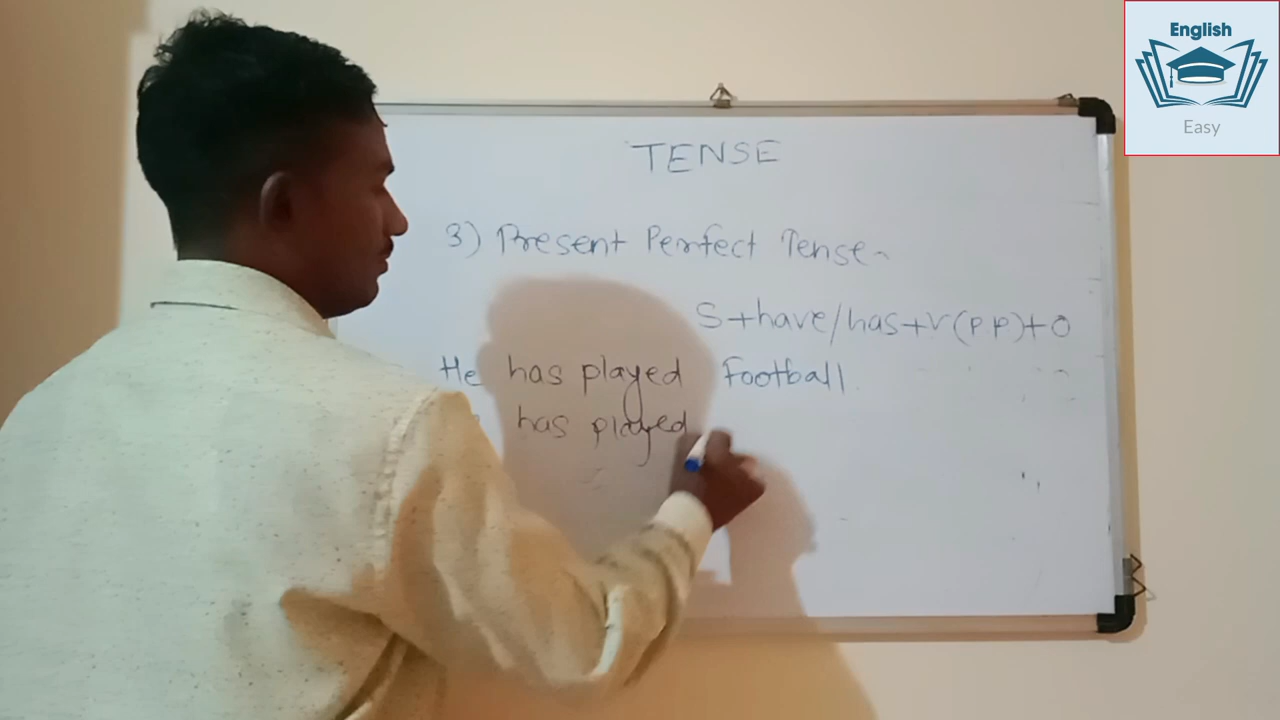 English
Easy
TENSE
3) Present Perfect Tense-
S+have/has+V(PP)+O
He has played Football
has played